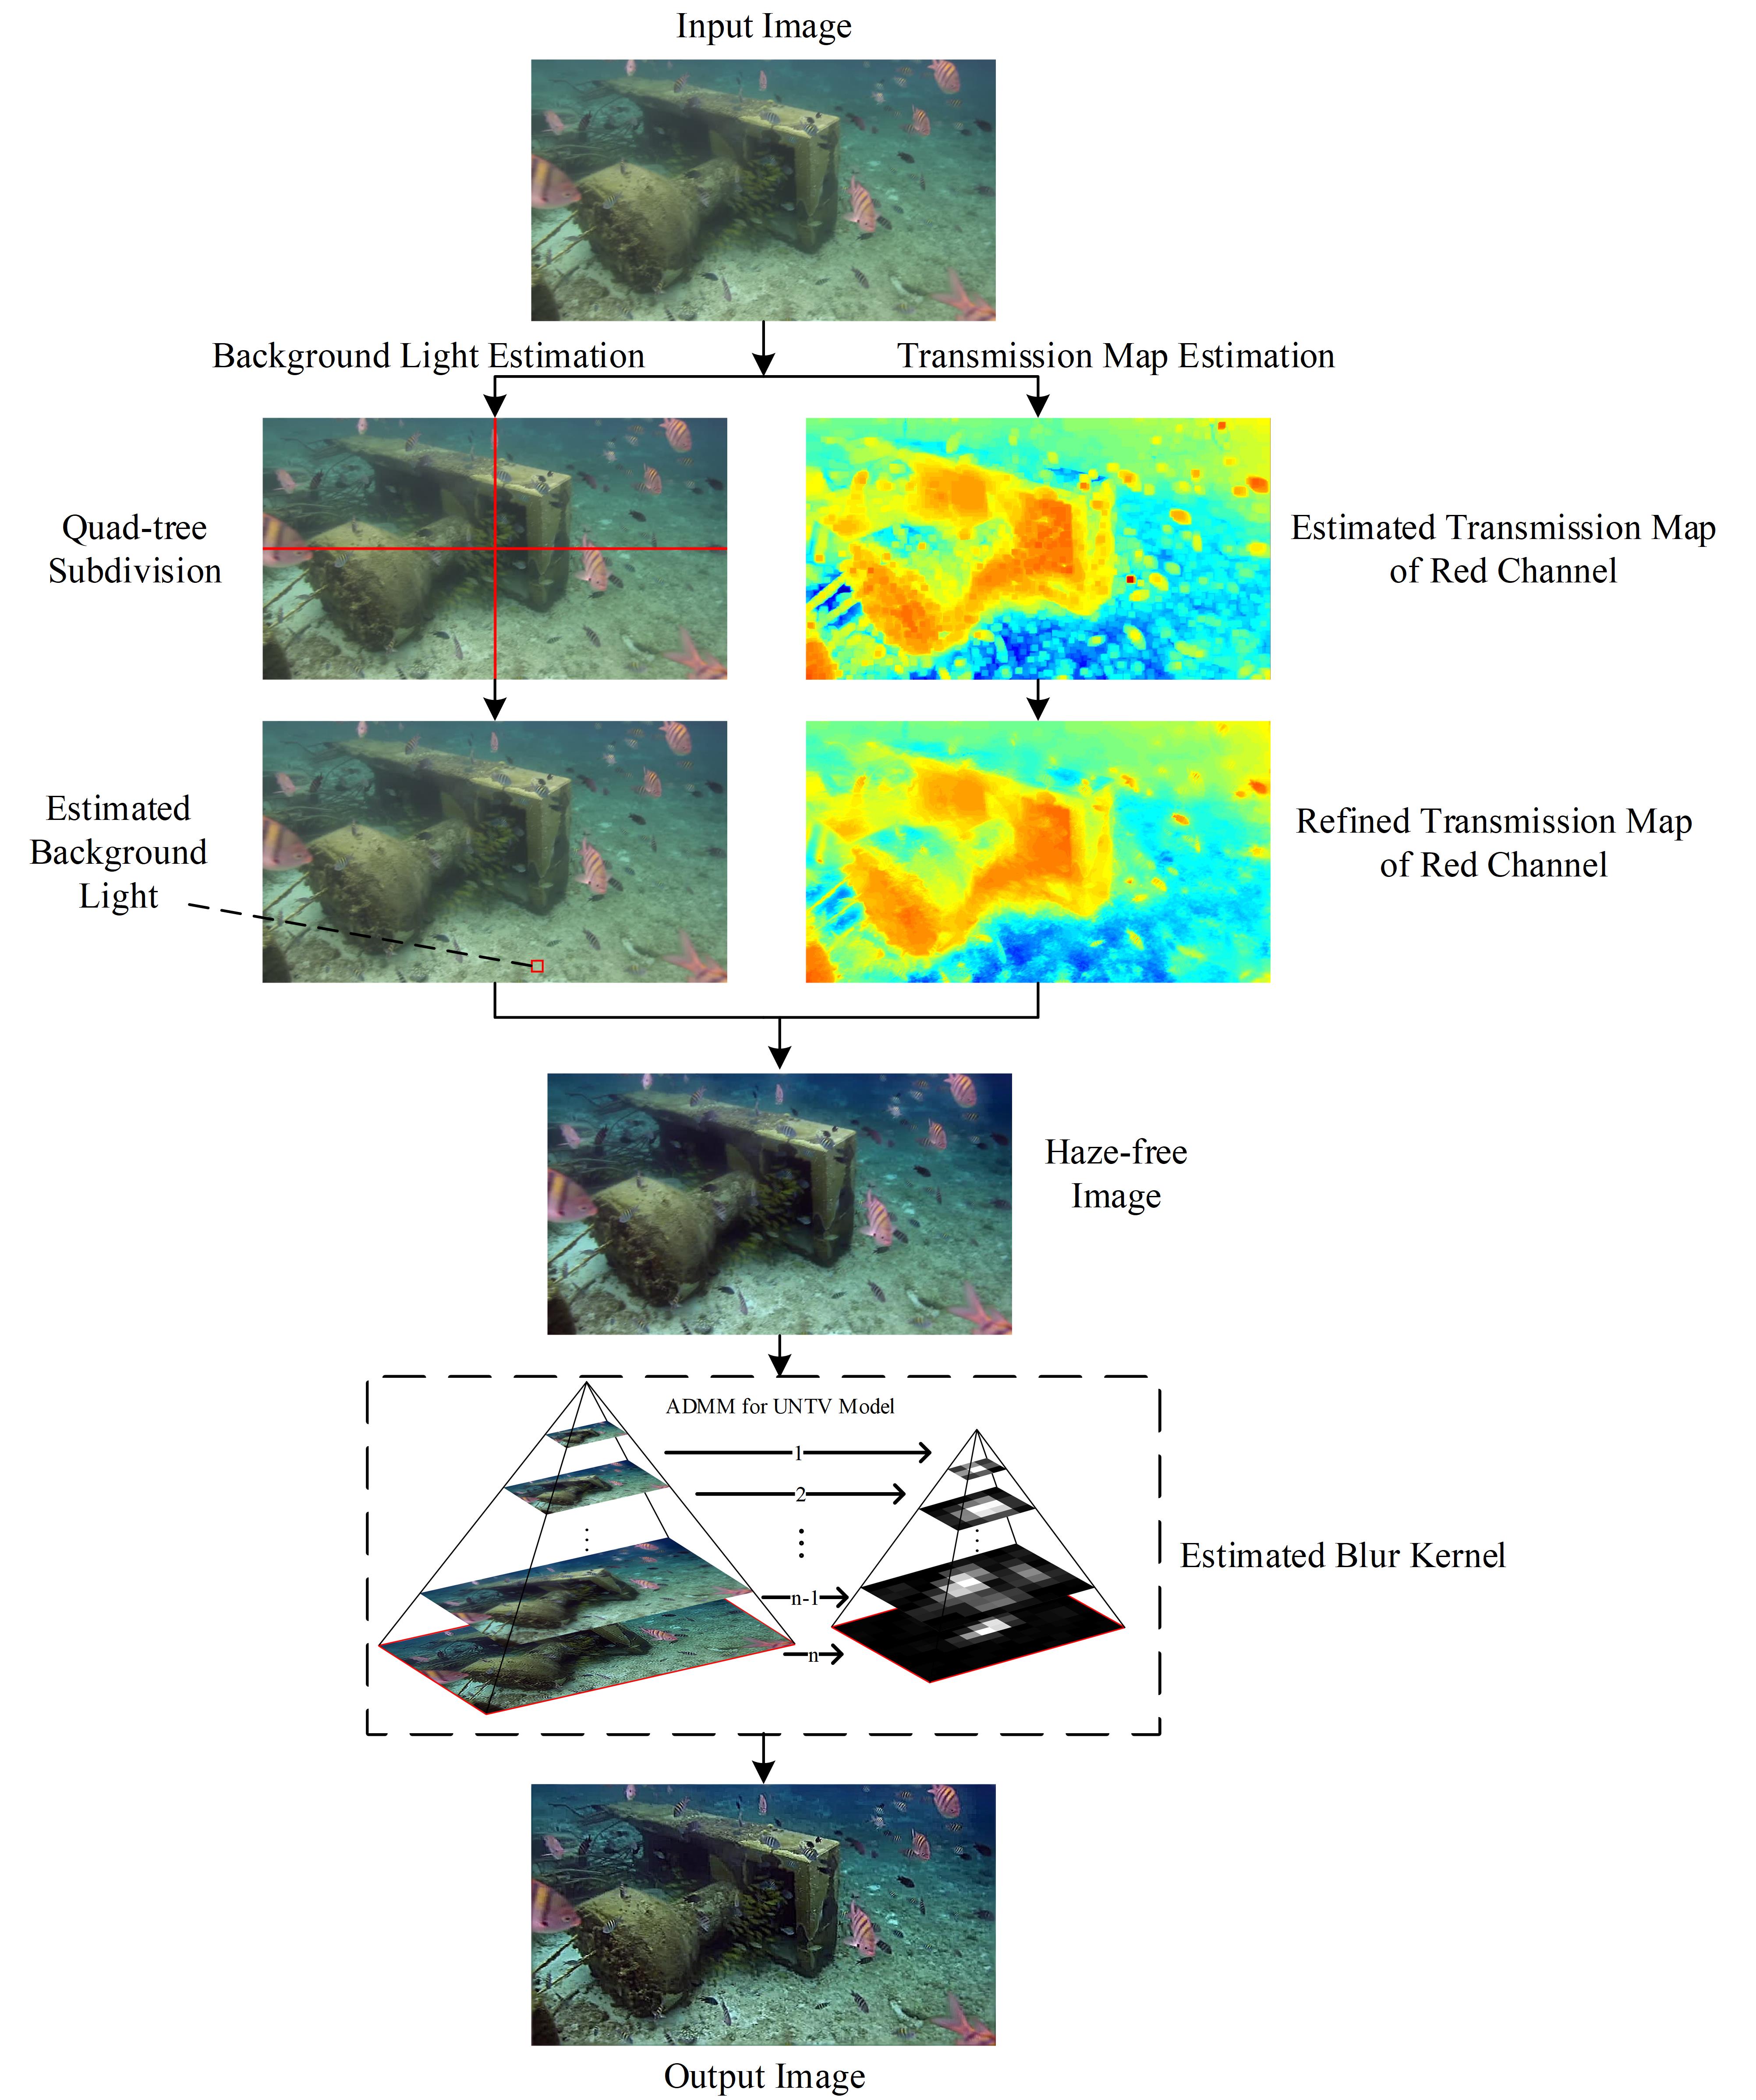 Input Image
Background Light Estimation
Transmission Map Estimation
Quad-tree
Subdivision
Estimated Transmission Map
of Red Channel
Estimated
Background
Light
Refined Transmission Map
of Red Channel
Haze-free
Image
ADMM for UNTV Model
1
2
n-1
n
Estimated Blur Kernel
Output Image